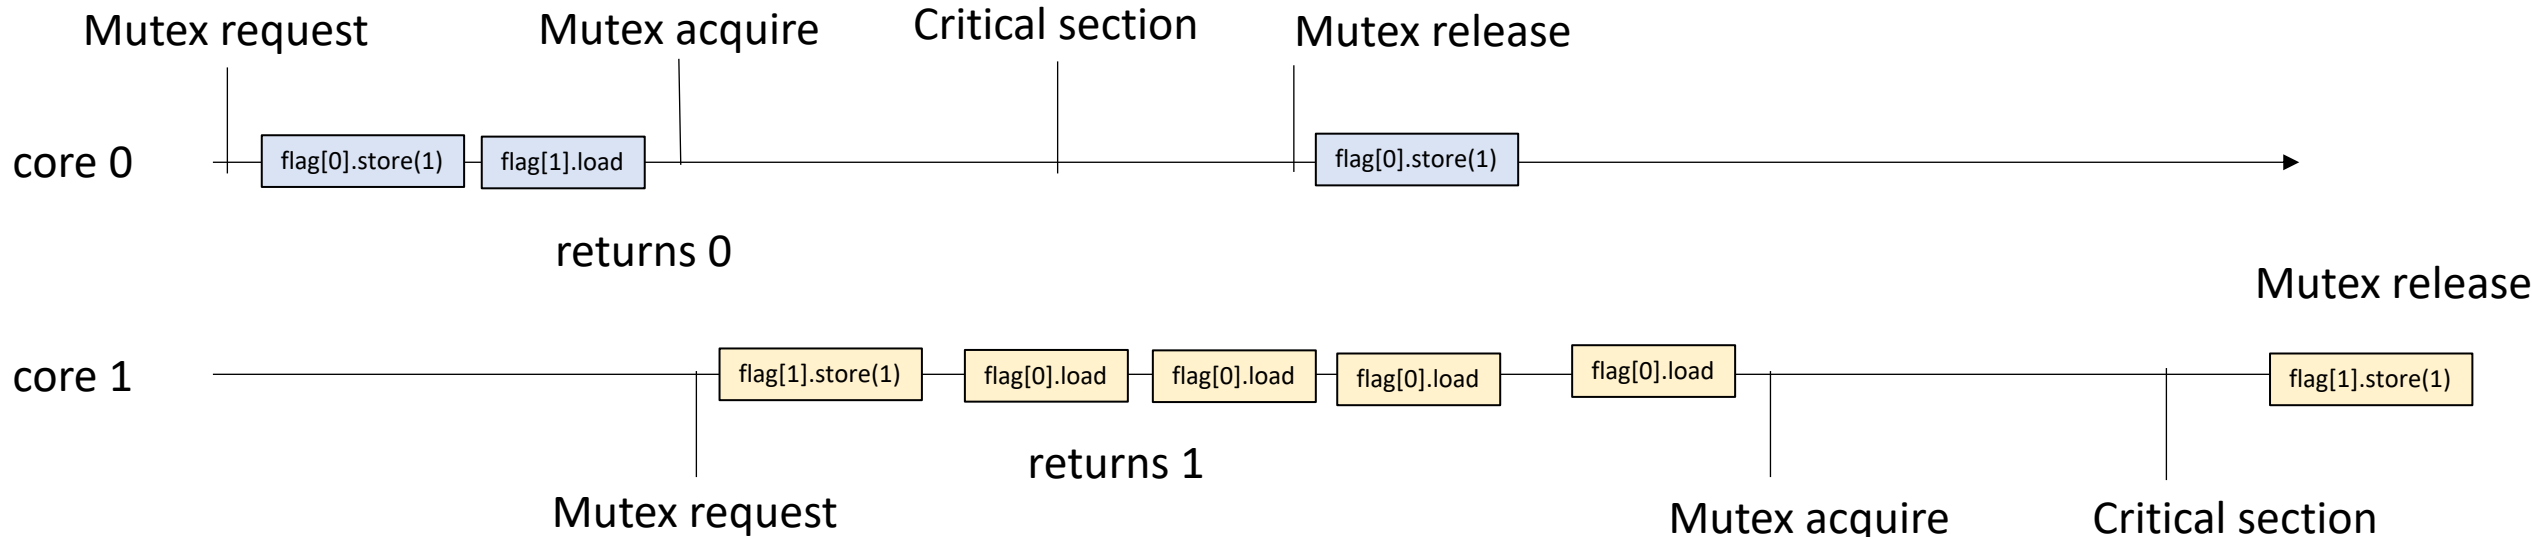 Mutex request
Mutex acquire
Critical section
Mutex release
core 0
flag[0].store(1)
flag[1].load
flag[0].store(1)
returns 0
Mutex release
core 1
flag[1].store(1)
flag[0].load
flag[0].load
flag[0].load
flag[0].load
flag[1].store(1)
returns 1
Mutex request
Mutex acquire
Critical section